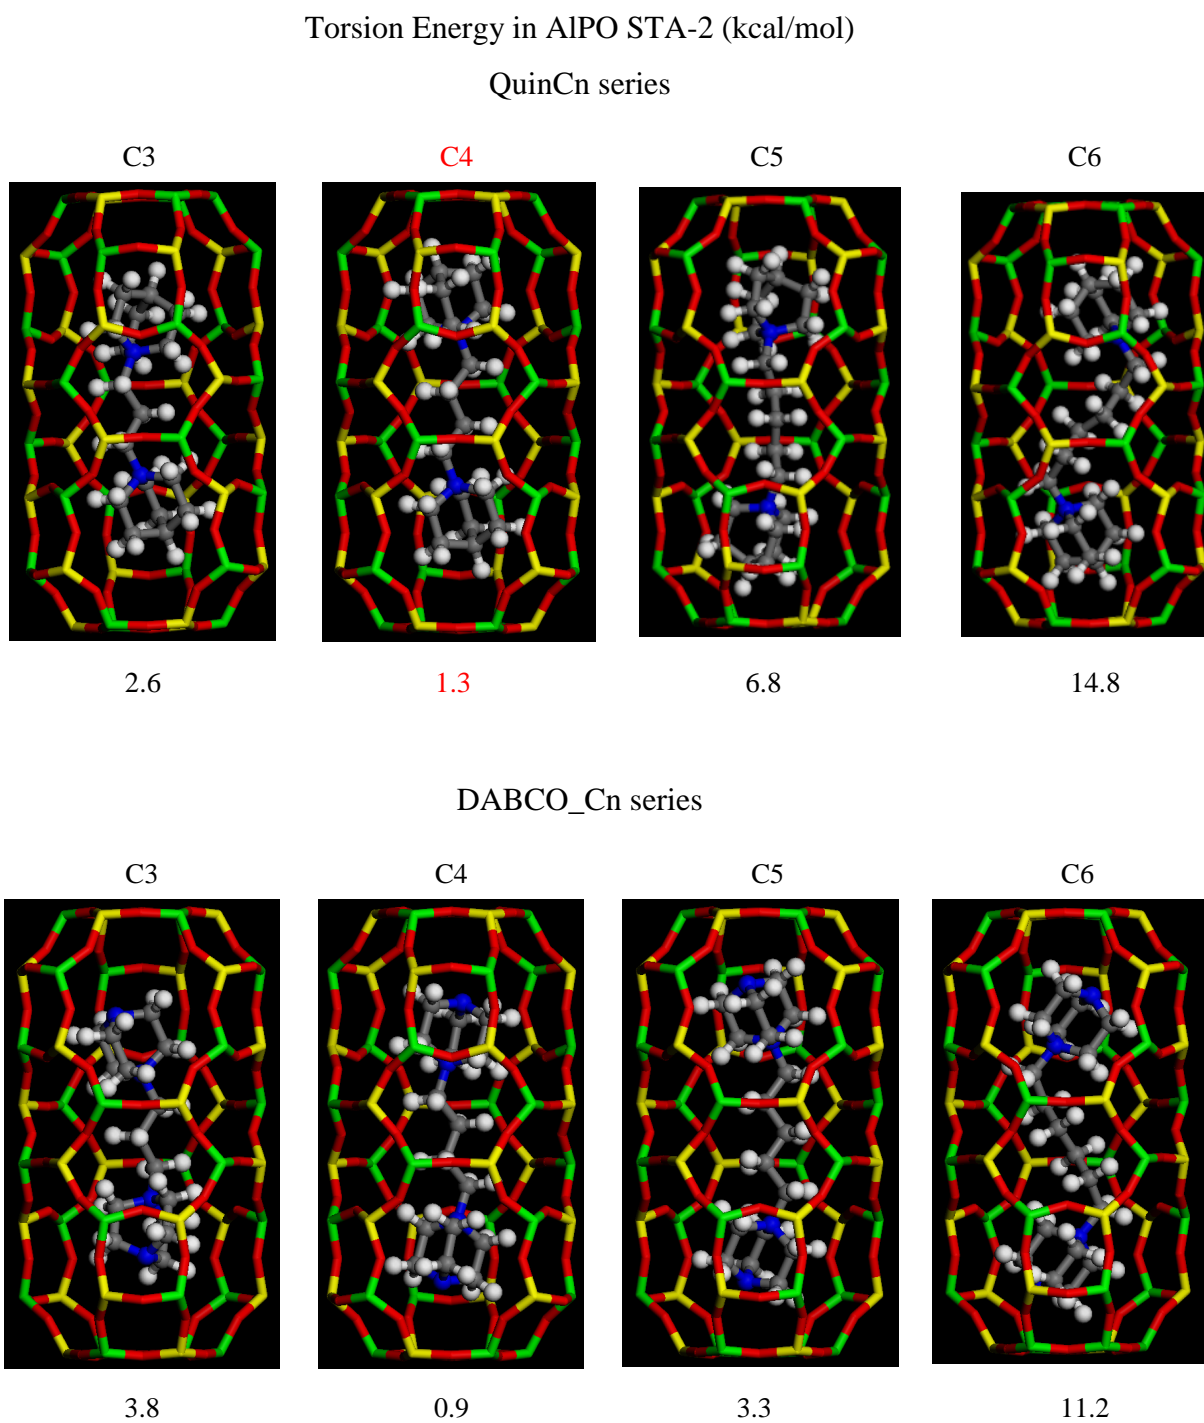 Torsion Energy in AlPO STA-2 (kcal/mol)
QuinCn series
C3 C4 C5 C6
2.6 1.3 6.8 14.8
DABCO_Cn series
C3 C4 C5 C6
3.8 0.9 3.3 11.2